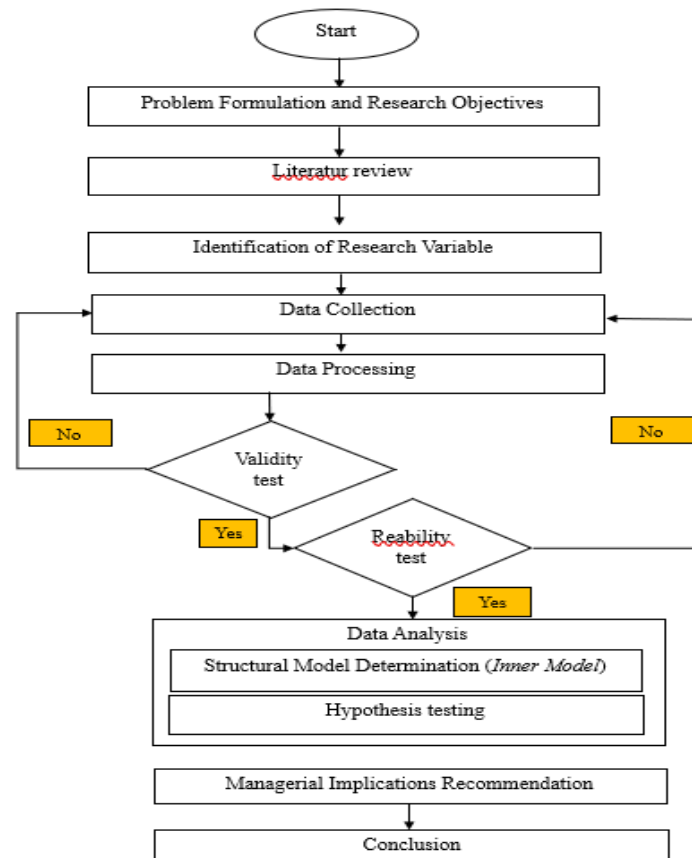 Start
Problem Formulation and Research Objectives
Literatur review
Identification of Research Variable
Data Collection
Data Processing
No
No
Validity
test
Yes
Reability
test
Yes
Data Analysis
Structural Model Determination (Inner Model)
Hypothesis testing
Managerial Implications Recommendation
Conclusion